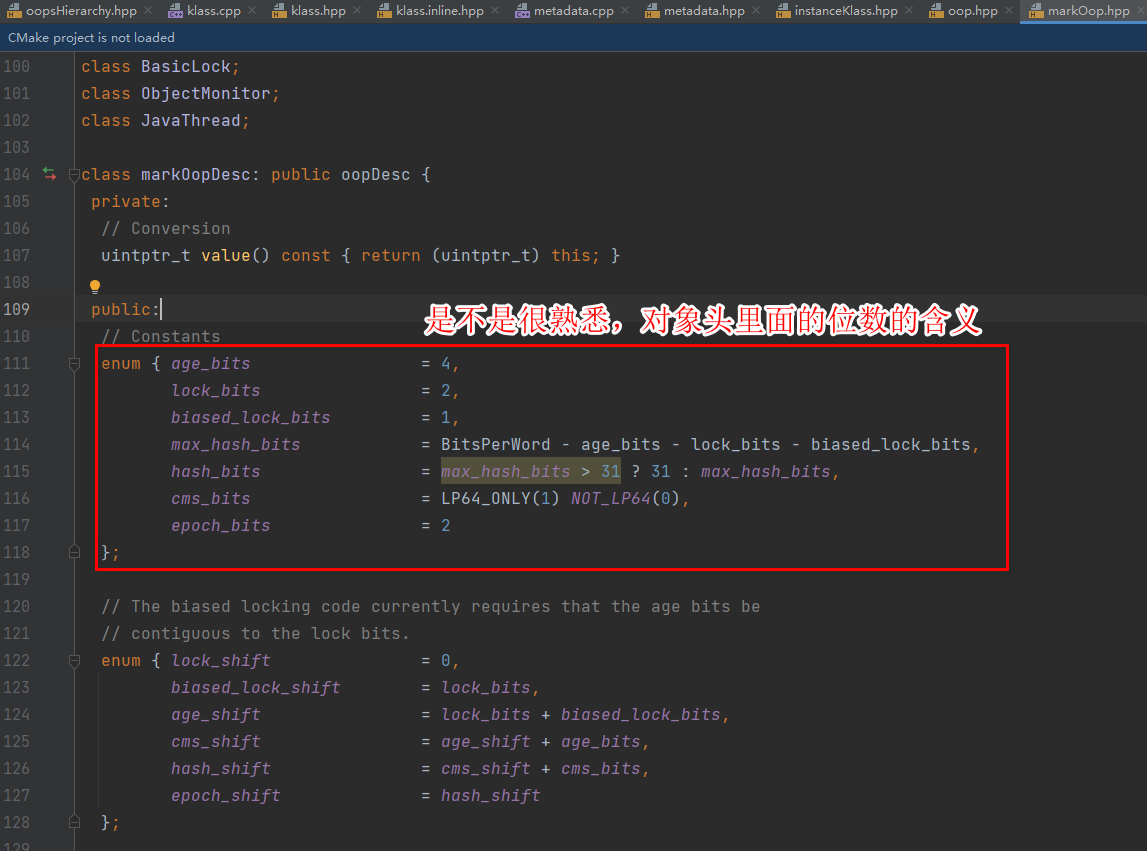 oopsHierarchy.hpp klass.cpp klass.hpp klass.inline.hpp metadata.cpp metadata.hpp instanceKlass.hpp oop.hpp markOop.hpp
CMake project is not loaded
100 class BasicLock;
101 class ObjectMonitor;
102 class JavaThread;
103
104 class markOopDesc: public oopDesc {
105 private:
106 // Conversion
107 uintptr_t value() const { return (uintptr_t) this; }
108
109 public:
是不是很熟悉，对象头里面的位数的含义
110 // Constants
111 enum { age_bits = 4,
112 lock_bits = 2,
113 biased_lock_bits = 1,
114 max_hash_bits = BitsPerWord - age_bits - lock_bits - biased_lock_bits,
115 hash_bits = max_hash_bits > 31 ? 31 : max_hash_bits,
116 cms_bits = LP64_ONLY(1) NOT_LP64(0),
117 epoch_bits = 2
118 };
119
120 // The biased locking code currently requires that the age bits be
121 // contiguous to the lock bits.
122 enum { lock_shift = 0,
123 biased_lock_shift = lock_bits,
124 age_shift = lock_bits + biased_lock_bits,
125 cms_shift = age_shift + age_bits,
126 hash_shift = cms_shift + cms_bits,
127 epoch_shift = hash_shift
128 };
129